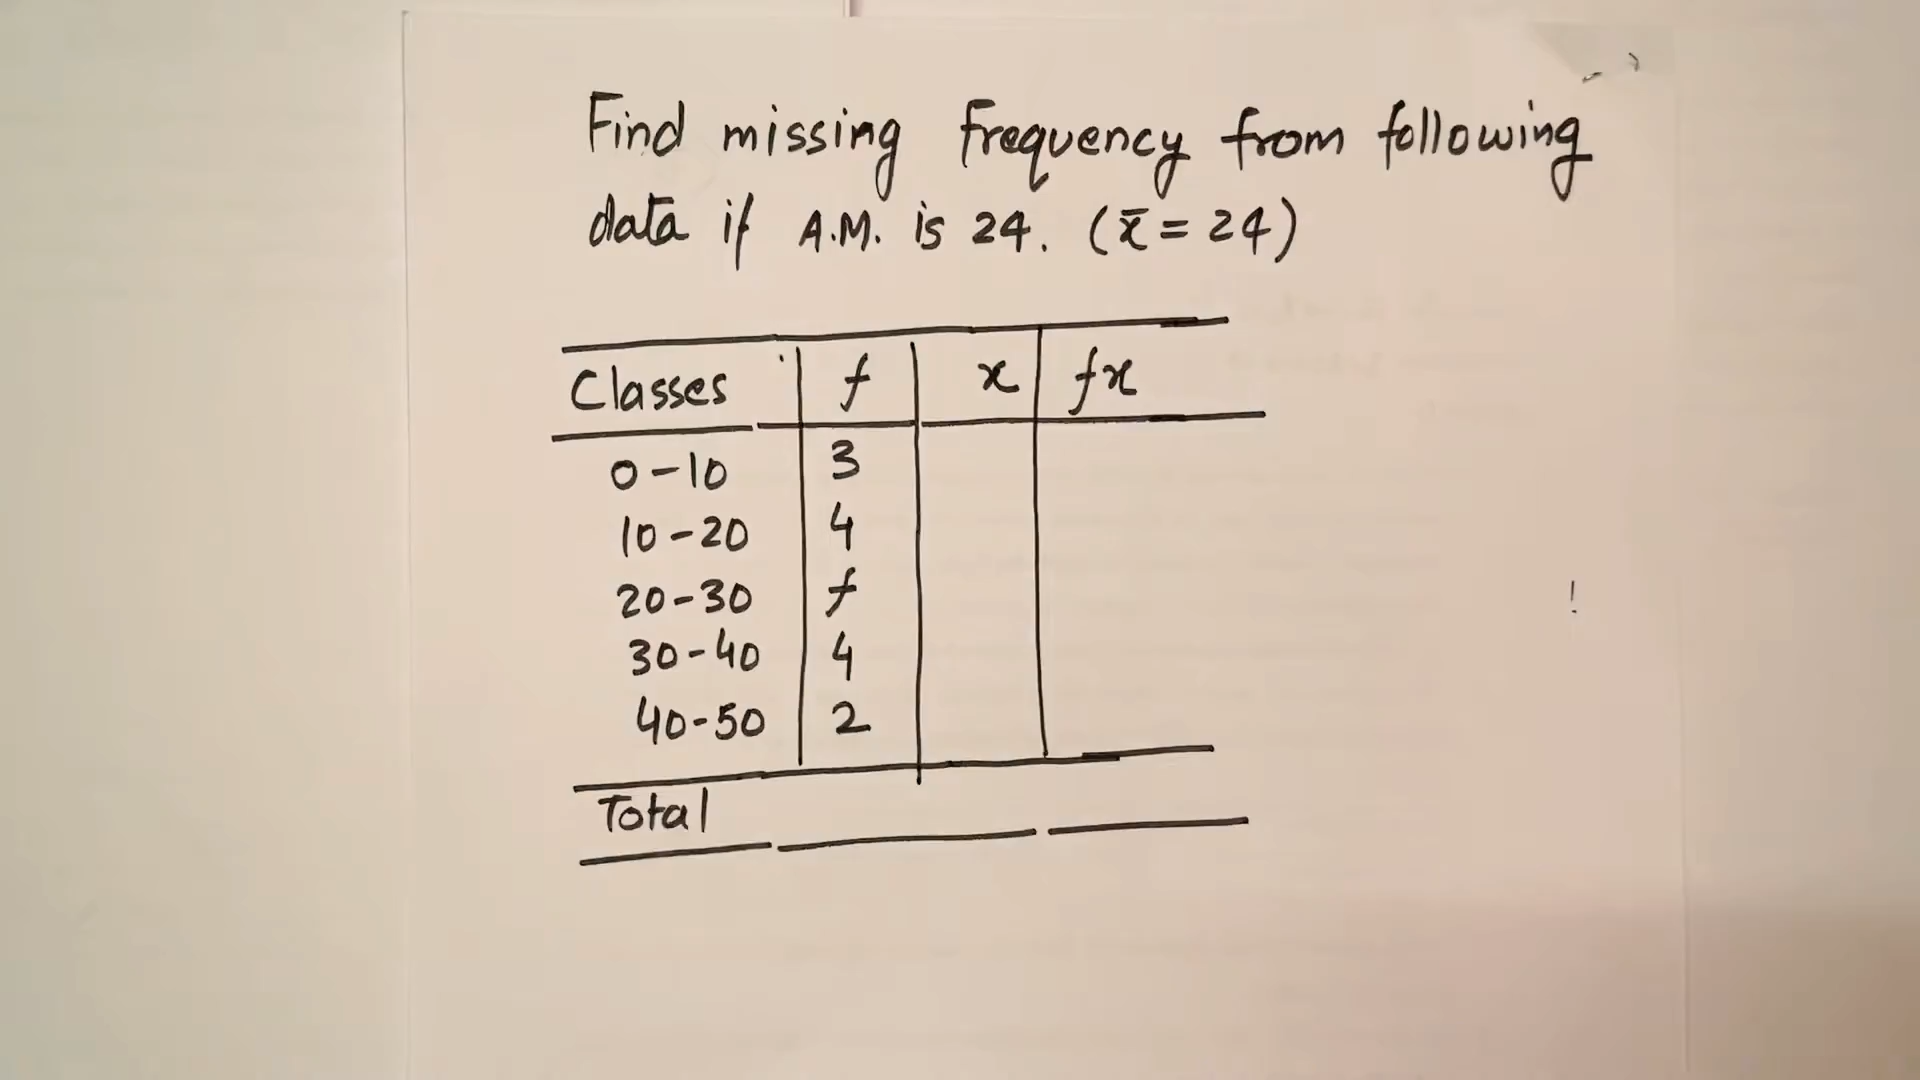 Find missing frequency from following
data if A.M. is 24. (x̄ = 24)
Classes f x fx
0-10 3
10-20 4
20-30 f
30-40 4
40-50 2
Total